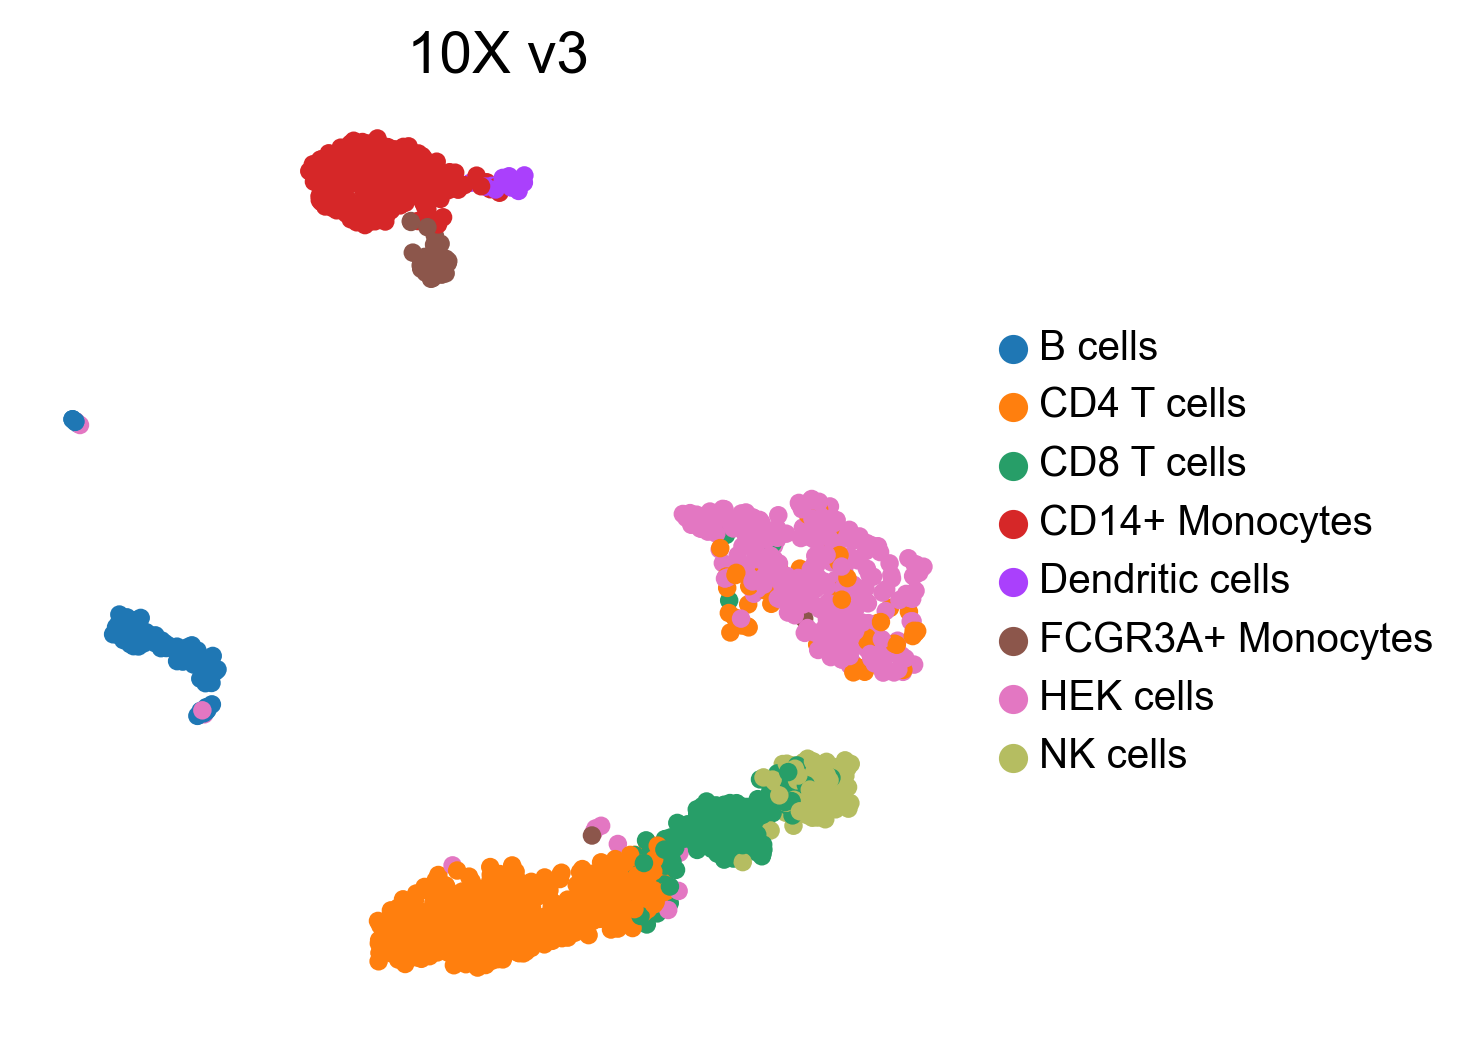 10X v3
B cells
CD4 T cells
CD8 T cells
CD14+ Monocytes
Dendritic cells
FCGR3A+ Monocytes
HEK cells
NK cells